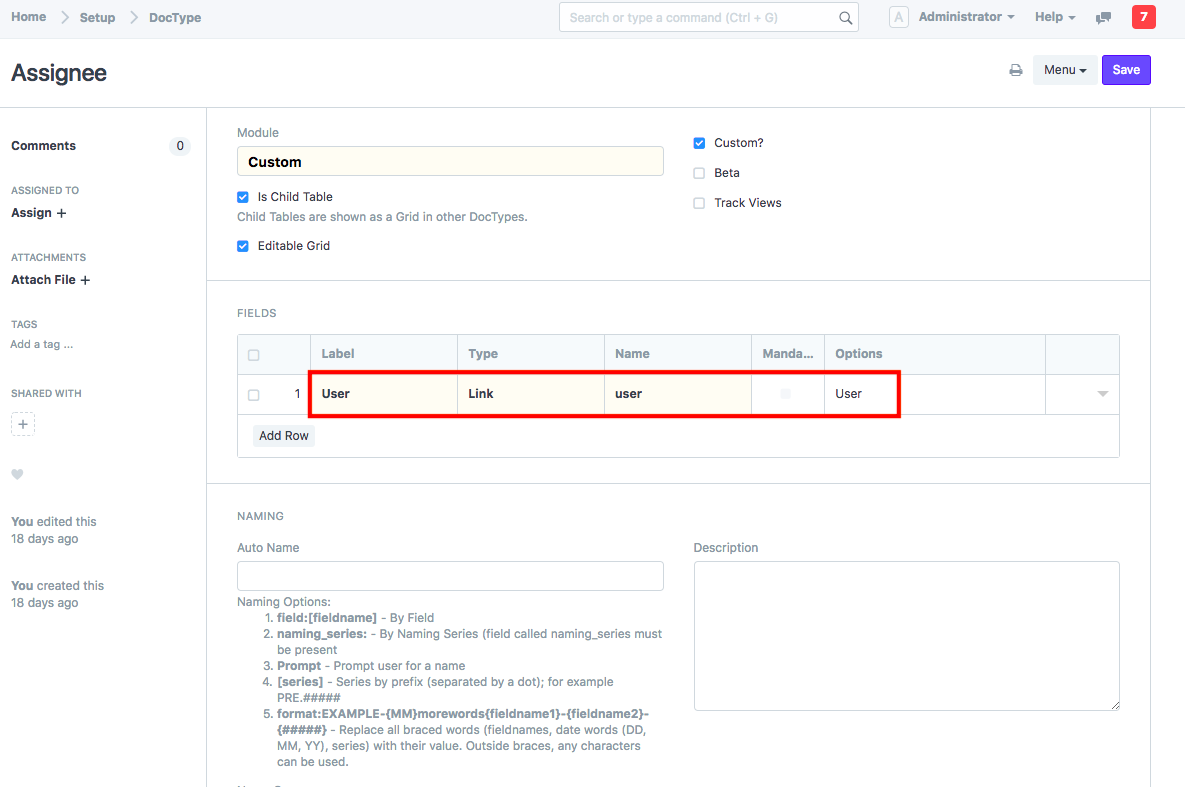 Home Setup DocType Search or type a command (Ctrl + G) A Administrator Help 7
Assignee Menu Save
Comments 0
ASSIGNED TO
Assign +
ATTACHMENTS
Attach File +
TAGS
Add a tag ...
SHARED WITH
+
You edited this
18 days ago
You created this
18 days ago
Module
Custom
Is Child Table
Child Tables are shown as a Grid in other DocTypes.
Editable Grid
Custom?
Beta
Track Views
FIELDS
Label Type Name Manda... Options
1 User Link user User
Add Row
NAMING
Auto Name
Naming Options:
1. field:[fieldname] - By Field
2. naming_series: - By Naming Series (field called naming_series must
be present
3. Prompt - Prompt user for a name
4. [series] - Series by prefix (separated by a dot); for example
PRE.#####
5. format:EXAMPLE-{MM}morewords{fieldname1}-{fieldname2}-
{#####} - Replace all braced words (fieldnames, date words (DD,
MM, YY), series) with their value. Outside braces, any characters
can be used.
Description